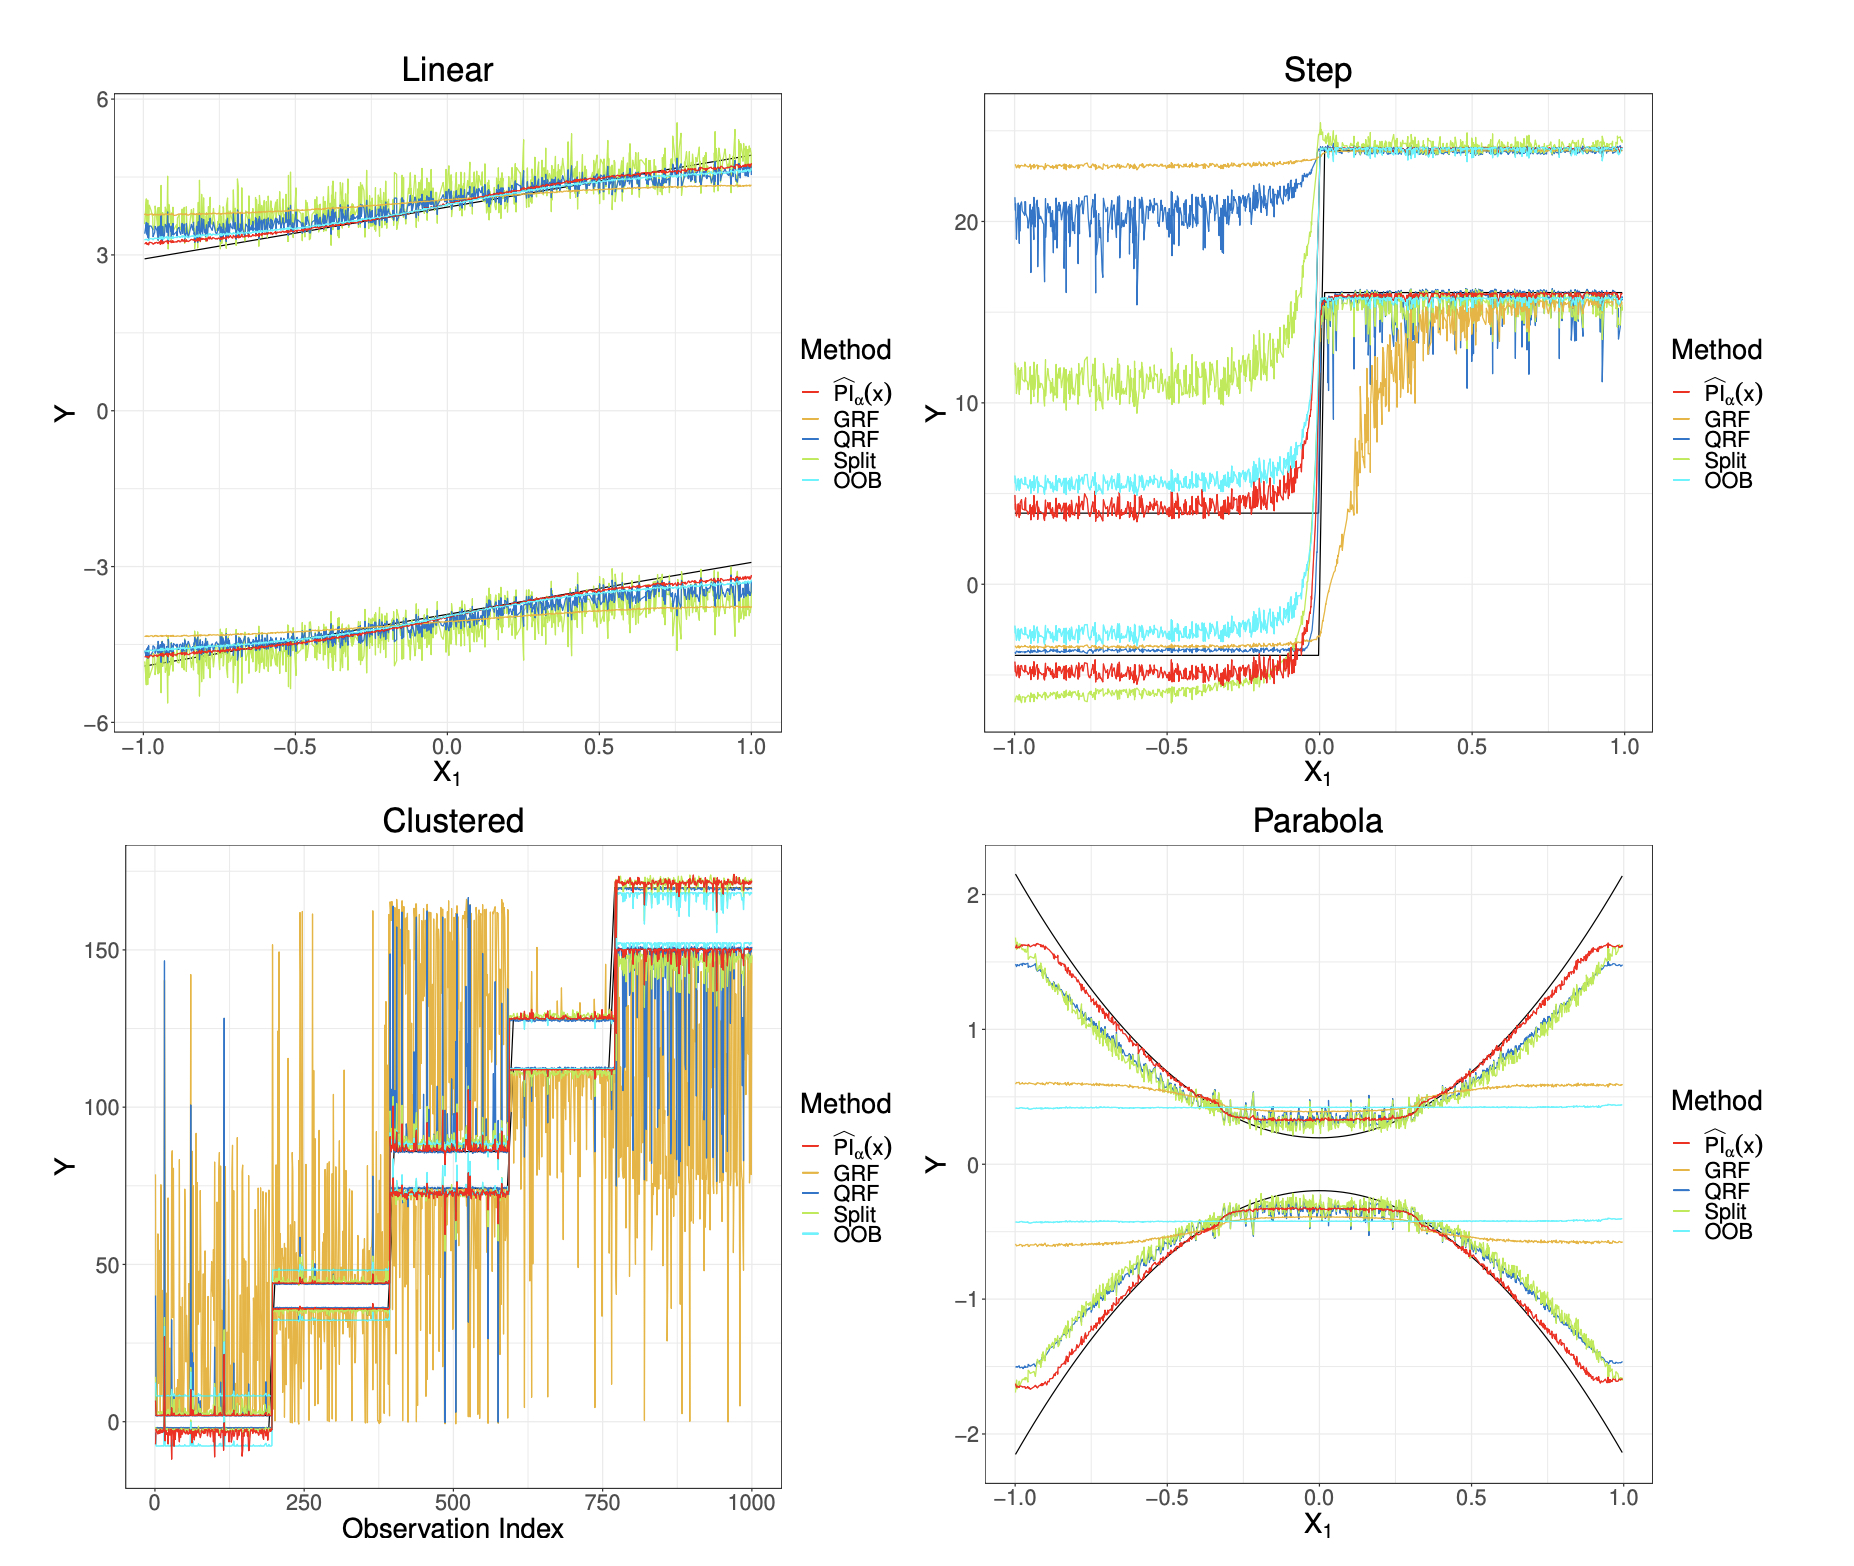 Linear
6
3
0
−3
−6
Y
−1.0 −0.5 0.0 0.5 1.0
X₁
Method
P̂I_α(x)
GRF
QRF
Split
OOB
Step
20
10
0
Y
−1.0 −0.5 0.0 0.5 1.0
X₁
Method
P̂I_α(x)
GRF
QRF
Split
OOB
Clustered
150
100
50
0
Y
0 250 500 750 1000
Observation Index
Method
P̂I_α(x)
GRF
QRF
Split
OOB
Parabola
2
1
0
−1
−2
Y
−1.0 −0.5 0.0 0.5 1.0
X₁
Method
P̂I_α(x)
GRF
QRF
Split
OOB